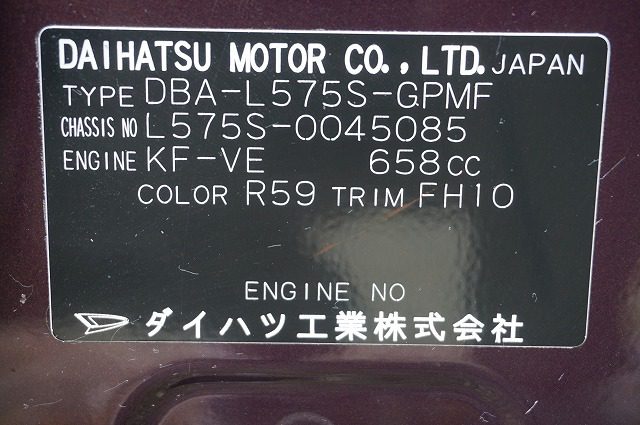 DAIHATSU MOTOR CO., LTD. JAPAN
TYPE DBA-L575S-GPMF
CHASSIS NO L575S-0045085
ENGINE KF-VE 658CC
COLOR R59 TRIM FH10
ENGINE NO
ダイハツ工業株式会社